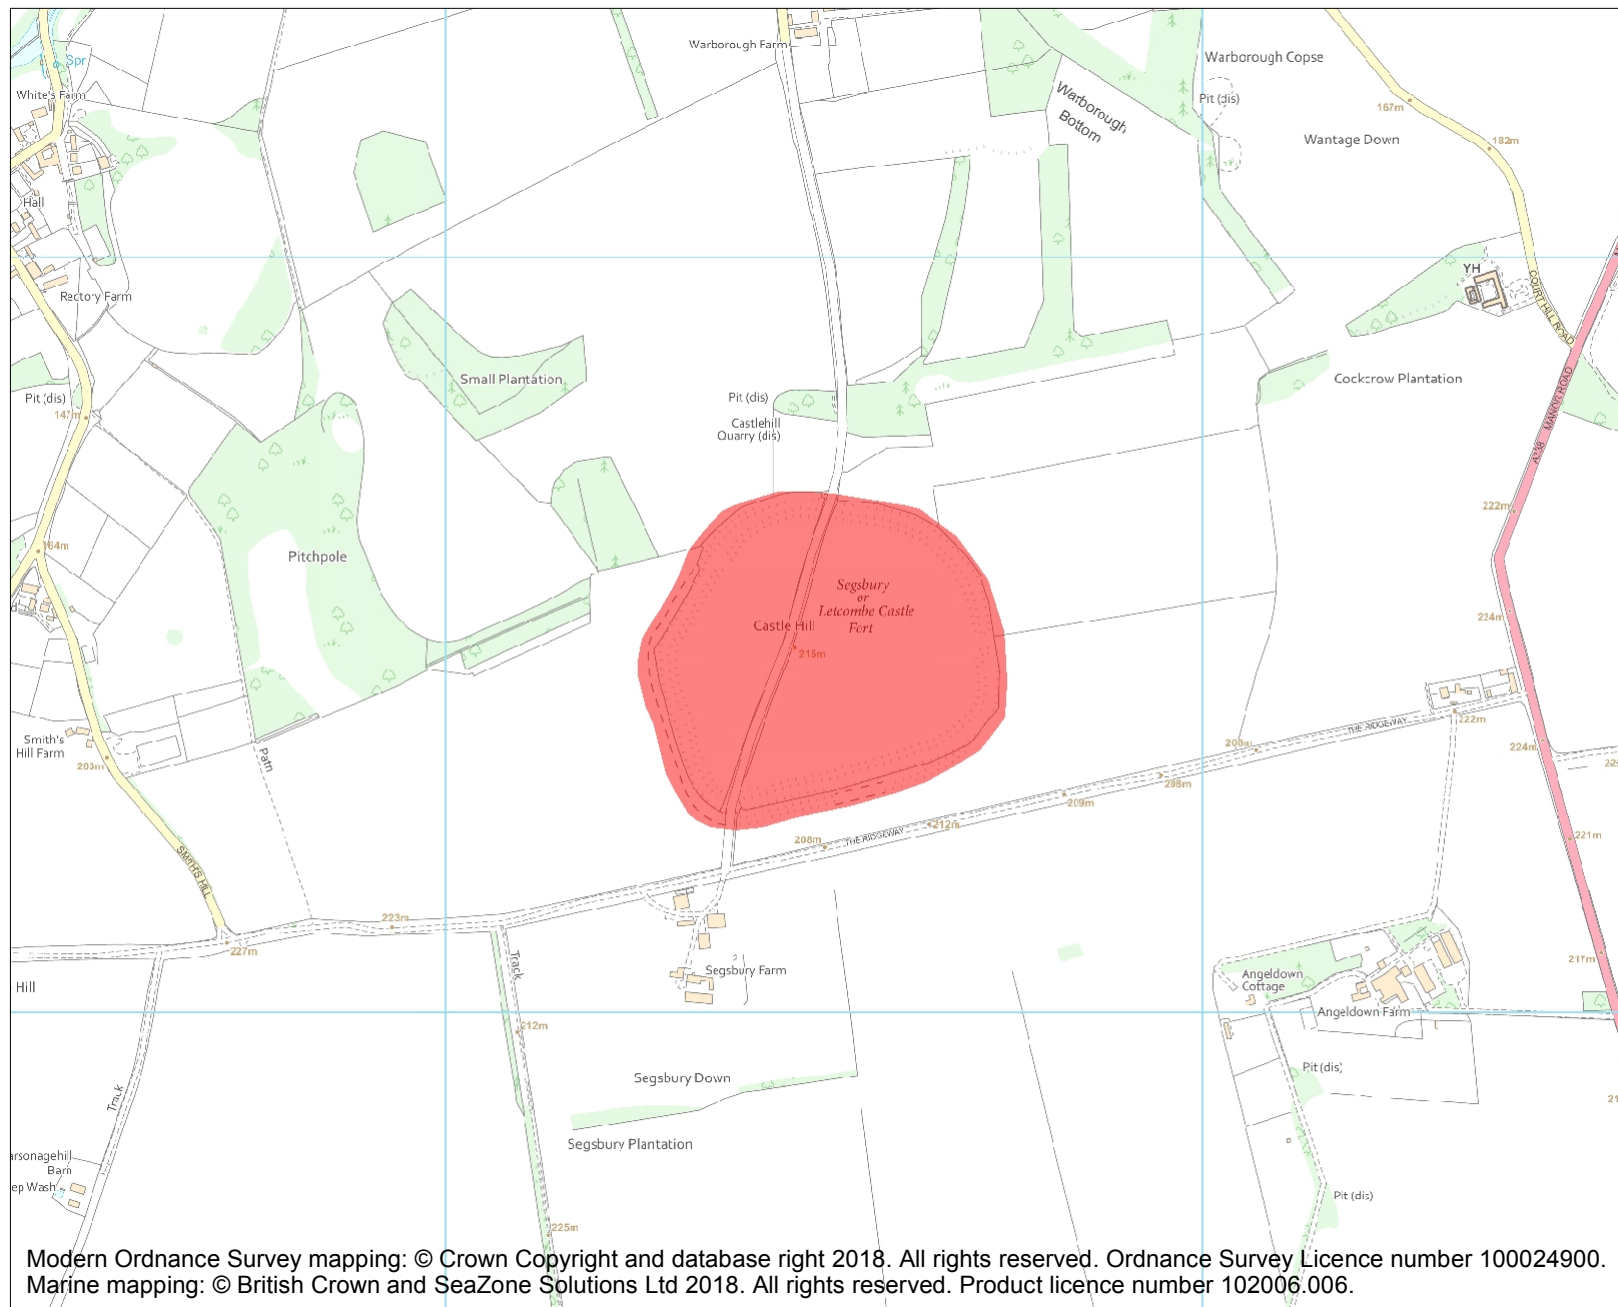 Warborough Farm
Warborough Copse
Spr
White's Farm
Pit (dis)
167m
Warborough
Bottom
Wantage Down
182m
Hall
YH
Rectory Farm
COURT HILL ROAD
Small Plantation
Cockcrow Plantation
Pit (dis)
Pit (dis)
147m
Castlehill
Quarry (dis)
A338 MANOR ROAD
222m
164m
Pitchpole
Segsbury
or
Letcombe Castle
Fort
Castle Hill
224m
215m
Smith's
Hill Farm
203m
Path
THE RIDGEWAY
222m
208m
224m
208m
209m
212m
THE RIDGEWAY
208m
221m
SMITH'S HILL
223m
227m
Track
Segsbury Farm
217m
Hill
Angeldown
Cottage
Angeldown Farm
212m
Pit (dis)
Segsbury Down
Track
Segsbury Plantation
arsonagehill
Barn
ep Wash
Pit (dis)
225m
Modern Ordnance Survey mapping: © Crown Copyright and database right 2018. All rights reserved. Ordnance Survey Licence number 100024900.
Marine mapping: © British Crown and SeaZone Solutions Ltd 2018. All rights reserved. Product licence number 102006.006.